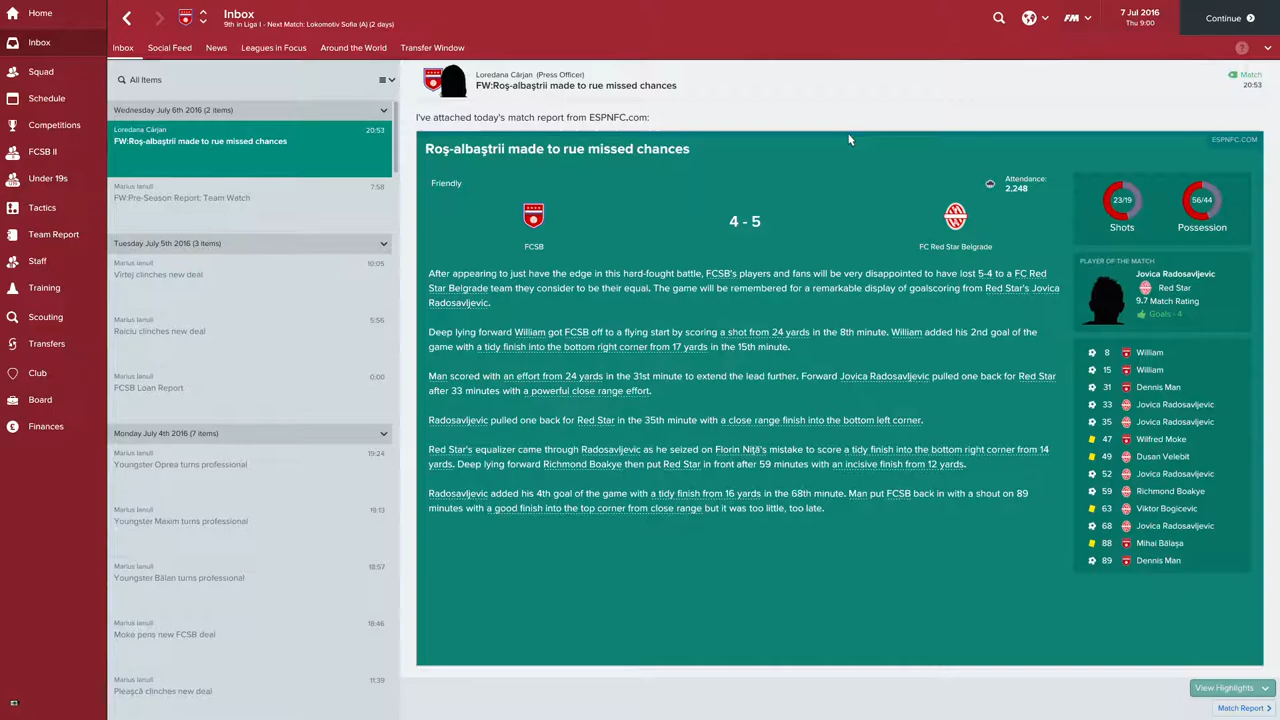 Home
Inbox
Squad
Schedule
Competitions
FCSB II
Under 19s
Tactics
Team Report
Staff
Training
Scouting
Transfers
Club
Board
Finances
Inbox
9th in Liga I - Next Match: Lokomotiv Sofia (A) (2 days)
FM
7 Jul 2016
Thu 9:00
Continue
Inbox
Social Feed
News
Leagues in Focus
Around the World
Transfer Window
?
All Items
Wednesday July 6th 2016 (2 items)
Loredana Cârjan
20:53
FW:Roş-albaştrii made to rue missed chances
Marius Ianuli
7:58
FW:Pre-Season Report: Team Watch
Tuesday July 5th 2016 (3 items)
Marius Ianuli
10:05
Virtej clinches new deal
Marius Ianuli
5:56
Raiciu clinches new deal
Marius Ianuli
0:00
FCSB Loan Report
Monday July 4th 2016 (7 items)
Marius Ianuli
19:24
Youngster Oprea turns professional
Marius Ianuli
19:13
Youngster Maxim turns professional
Marius Ianuli
18:57
Youngster Bălan turns professional
Marius Ianuli
18:46
Moke pens new FCSB deal
Marius Ianuli
11:39
Pleaşcă clinches new deal
Loredana Cârjan (Press Officer)
FW:Roş-albaştrii made to rue missed chances
Match
20:53
I've attached today's match report from ESPNFC.com:
ESPNFC.COM
Roş-albaştrii made to rue missed chances
Friendly
Attendance:
2,248
4 - 5
FCSB
FC Red Star Belgrade
After appearing to just have the edge in this hard-fought battle, FCSB's players and fans will be very disappointed to have lost 5-4 to a FC Red
Star Belgrade team they consider to be their equal. The game will be remembered for a remarkable display of goalscoring from Red Star's Jovica
Radosavljevic.
Deep lying forward William got FCSB off to a flying start by scoring a shot from 24 yards in the 8th minute. William added his 2nd goal of the
game with a tidy finish into the bottom right corner from 17 yards in the 15th minute.
Man scored with an effort from 24 yards in the 31st minute to extend the lead further. Forward Jovica Radosavljevic pulled one back for Red Star
after 33 minutes with a powerful close range effort.
Radosavljevic pulled one back for Red Star in the 35th minute with a close range finish into the bottom left corner.
Red Star's equalizer came through Radosavljevic as he seized on Florin Niţă's mistake to score a tidy finish into the bottom right corner from 14
yards. Deep lying forward Richmond Boakye then put Red Star in front after 59 minutes with an incisive finish from 12 yards.
Radosavljevic added his 4th goal of the game with a tidy finish from 16 yards in the 68th minute. Man put FCSB back in with a shout on 89
minutes with a good finish into the top corner from close range but it was too little, too late.
23/19
Shots
56/44
Possession
PLAYER OF THE MATCH
Jovica Radosavljevic
Red Star
9.7 Match Rating
Goals - 4
8 William
15 William
31 Dennis Man
33 Jovica Radosavljevic
35 Jovica Radosavljevic
47 Wilfred Moke
49 Dusan Velebit
52 Jovica Radosavljevic
59 Richmond Boakye
63 Viktor Bogicevic
68 Jovica Radosavljevic
88 Mihai Bălaşa
89 Dennis Man
View Highlights
Match Report